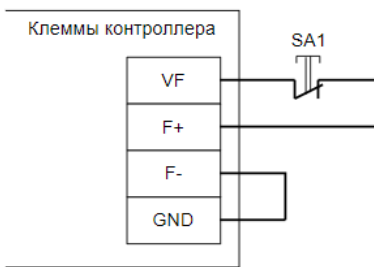 Клеммы контроллера
SA1
VF
F+
F-
GND